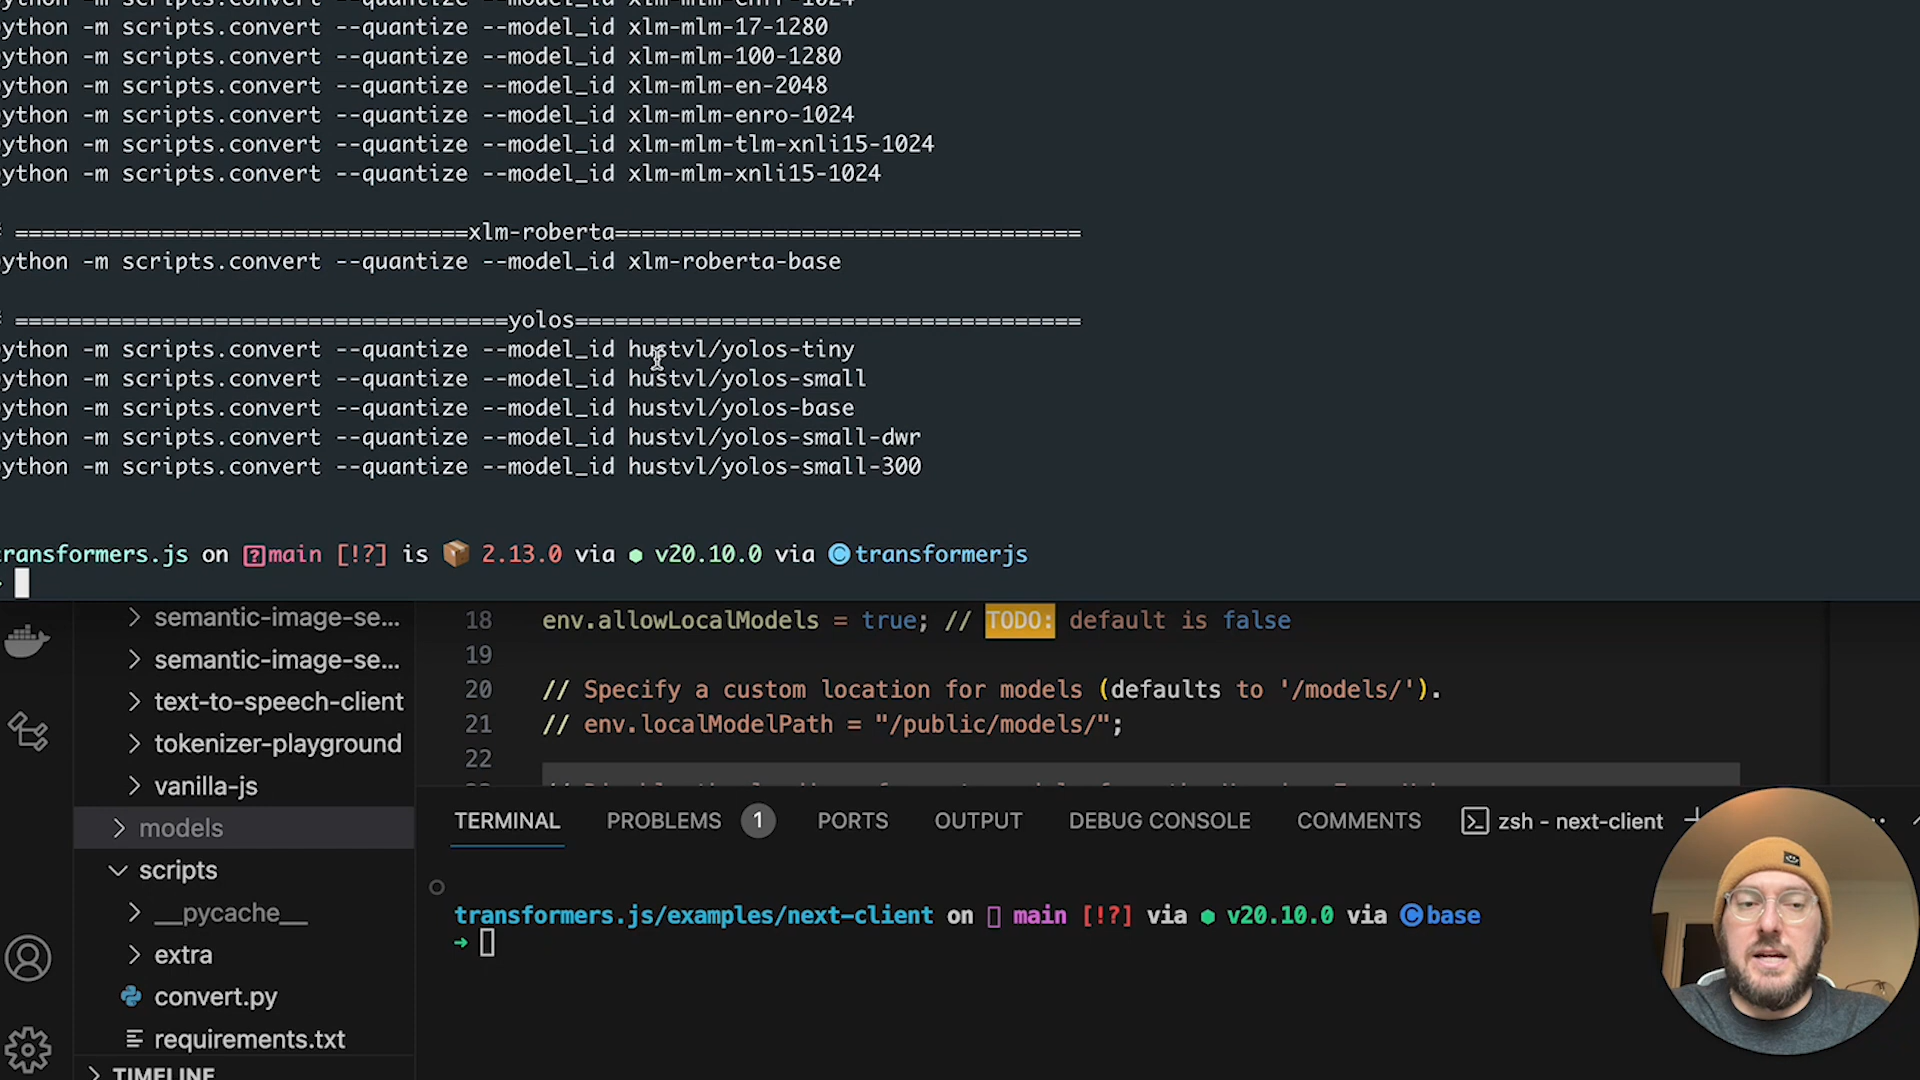 ython -m scripts.convert --quantize --model_id
ython -m scripts.convert --quantize --model_id xlm-mlm-17-1280
ython -m scripts.convert --quantize --model_id xlm-mlm-100-1280
ython -m scripts.convert --quantize --model_id xlm-mlm-en-2048
ython -m scripts.convert --quantize --model_id xlm-mlm-enro-1024
ython -m scripts.convert --quantize --model_id xlm-mlm-tlm-xnli15-1024
ython -m scripts.convert --quantize --model_id xlm-mlm-xnli15-1024
==================================xlm-roberta===================================
ython -m scripts.convert --quantize --model_id xlm-roberta-base
=====================================yolos======================================
ython -m scripts.convert --quantize --model_id hustvl/yolos-tiny
ython -m scripts.convert --quantize --model_id hustvl/yolos-small
ython -m scripts.convert --quantize --model_id hustvl/yolos-base
ython -m scripts.convert --quantize --model_id hustvl/yolos-small-dwr
ython -m scripts.convert --quantize --model_id hustvl/yolos-small-300
ransformers.js on main [!?] is 2.13.0 via v20.10.0 via ©transformerjs
semantic-image-se...
semantic-image-se...
text-to-speech-client
tokenizer-playground
vanilla-js
models
scripts
__pycache__
extra
convert.py
requirements.txt
TIMELINE
18 env.allowLocalModels = true; // TODO: default is false
19
20 // Specify a custom location for models (defaults to '/models/').
21 // env.localModelPath = "/public/models/";
22
TERMINAL PROBLEMS 1 PORTS OUTPUT DEBUG CONSOLE COMMENTS zsh - next-client
transformers.js/examples/next-client on main [!?] via v20.10.0 via ©base